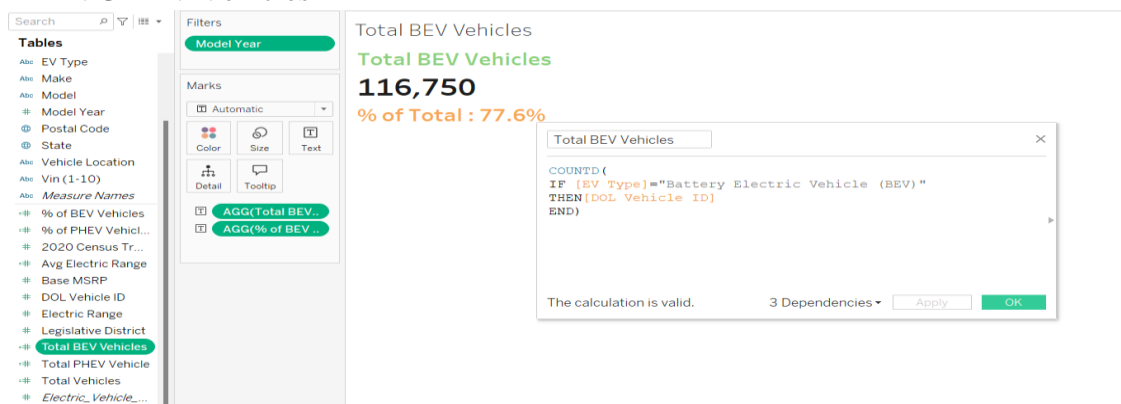 Search
Tables
Abc EV Type
Abc Make
Abc Model
# Model Year
Postal Code
State
Abc Vehicle Location
Abc Vin (1-10)
Abc Measure Names
=# % of BEV Vehicles
=# % of PHEV Vehicl...
# 2020 Census Tr...
=# Avg Electric Range
# Base MSRP
# DOL Vehicle ID
# Electric Range
# Legislative District
=# Total BEV Vehicles
=# Total PHEV Vehicle
=# Total Vehicles
# Electric_Vehicle_...
Filters
Model Year
Marks
T Automatic
Color Size Text
Detail Tooltip
T AGG(Total BEV..
T AGG(% of BEV ..
Total BEV Vehicles
Total BEV Vehicles
116,750
% of Total : 77.6%
Total BEV Vehicles
COUNTD(
IF [EV Type]="Battery Electric Vehicle (BEV)"
THEN[DOL Vehicle ID]
END)
The calculation is valid. 3 Dependencies Apply OK